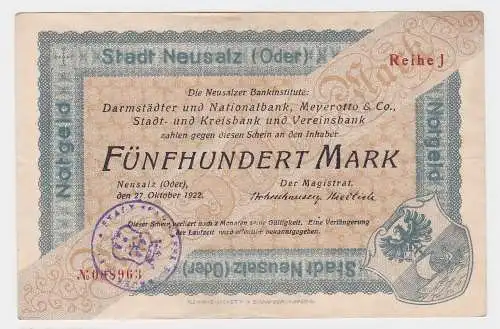 Stadt Neusalz (Oder)
Reihe J
Mark
Notgeld
Notgeld
Die Neusalzer Bankinstitute:
Darmstädter und Nationalbank, Meyerotto & Co.,
Stadt- und Kreisbank und Vereinsbank
zahlen gegen diesen Schein an den Inhaber
FÜNFHUNDERT MARK
Neusalz (Oder),
den 27. Oktober 1922.
Der Magistrat.
Dieser Schein verliert nach 2 Monaten seine Gültigkeit. Eine Verlängerung
der Laufzeit wird öffentlich bekanntgegeben.
Stadt Neusalz (Oder)